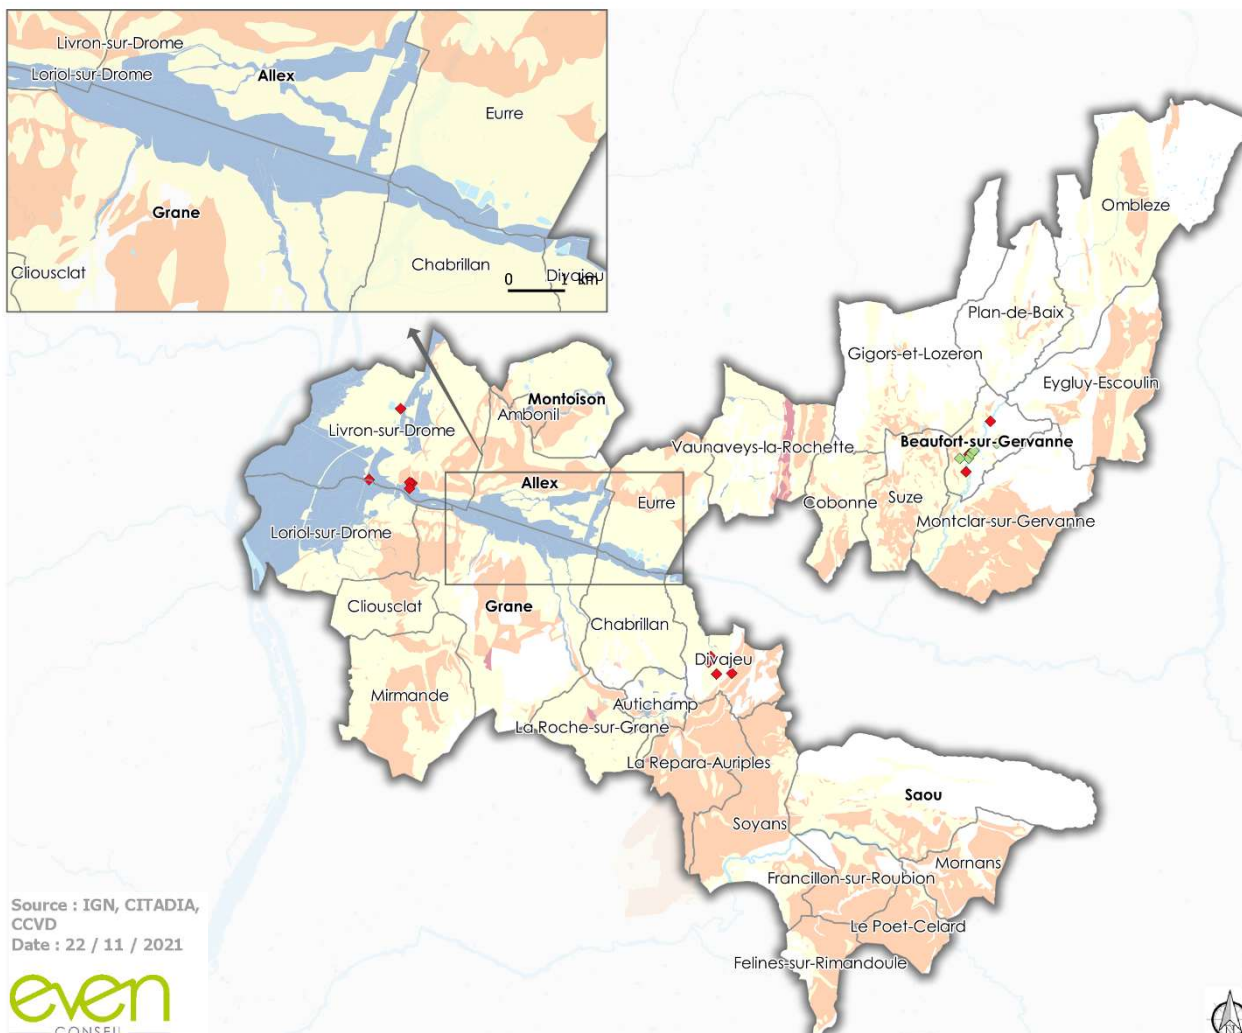 Livron-sur-Drome
Loriol-sur-Drome
Allex
Eurre
Grane
Cliousclat
Chabrillan
Divajeu
0 1 km
Ombleze
Plan-de-Baix
Gigors-et-Lozeron
Eygluy-Escoulin
Montoison
Ambonil
Livron-sur-Drome
Vaunaveys-la-Rochette
Beaufort-sur-Gervanne
Allex
Eurre
Cobonne
Suze
Montclar-sur-Gervanne
Loriol-sur-Drome
Cliousclat
Grane
Chabrillan
Divajeu
Mirmande
Autichamp
La Roche-sur-Grane
La Repara-Auriples
Saou
Soyans
Mornans
Francillon-sur-Roubion
Le Poet-Celard
Felines-sur-Rimandoule
Source : IGN, CITADIA,
CCVD
Date : 22 / 11 / 2021
even
CONSEIL
N